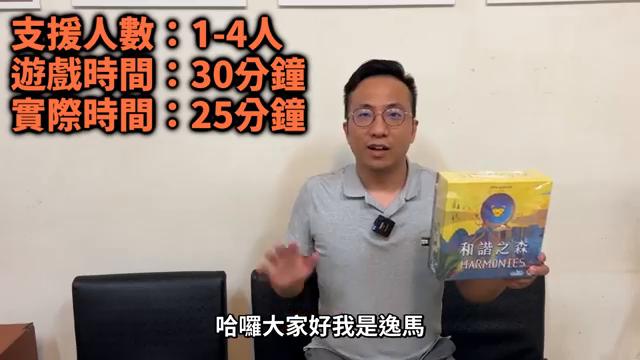 支援人數：1-4人
遊戲時間：30分鐘
實際時間：25分鐘
和諧之森
HARMONIES
哈囉大家好我是逸馬